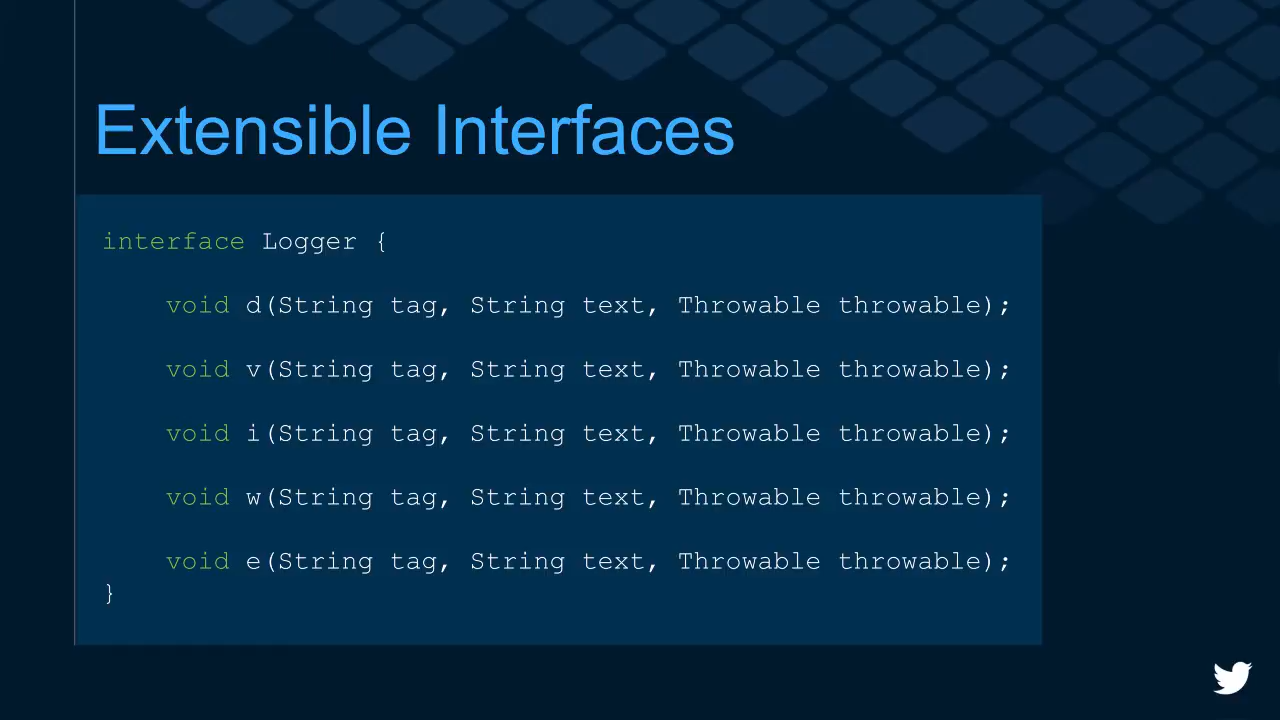 Extensible Interfaces
interface Logger {
void d(String tag, String text, Throwable throwable);
void v(String tag, String text, Throwable throwable);
void i(String tag, String text, Throwable throwable);
void w(String tag, String text, Throwable throwable);
void e(String tag, String text, Throwable throwable);
}